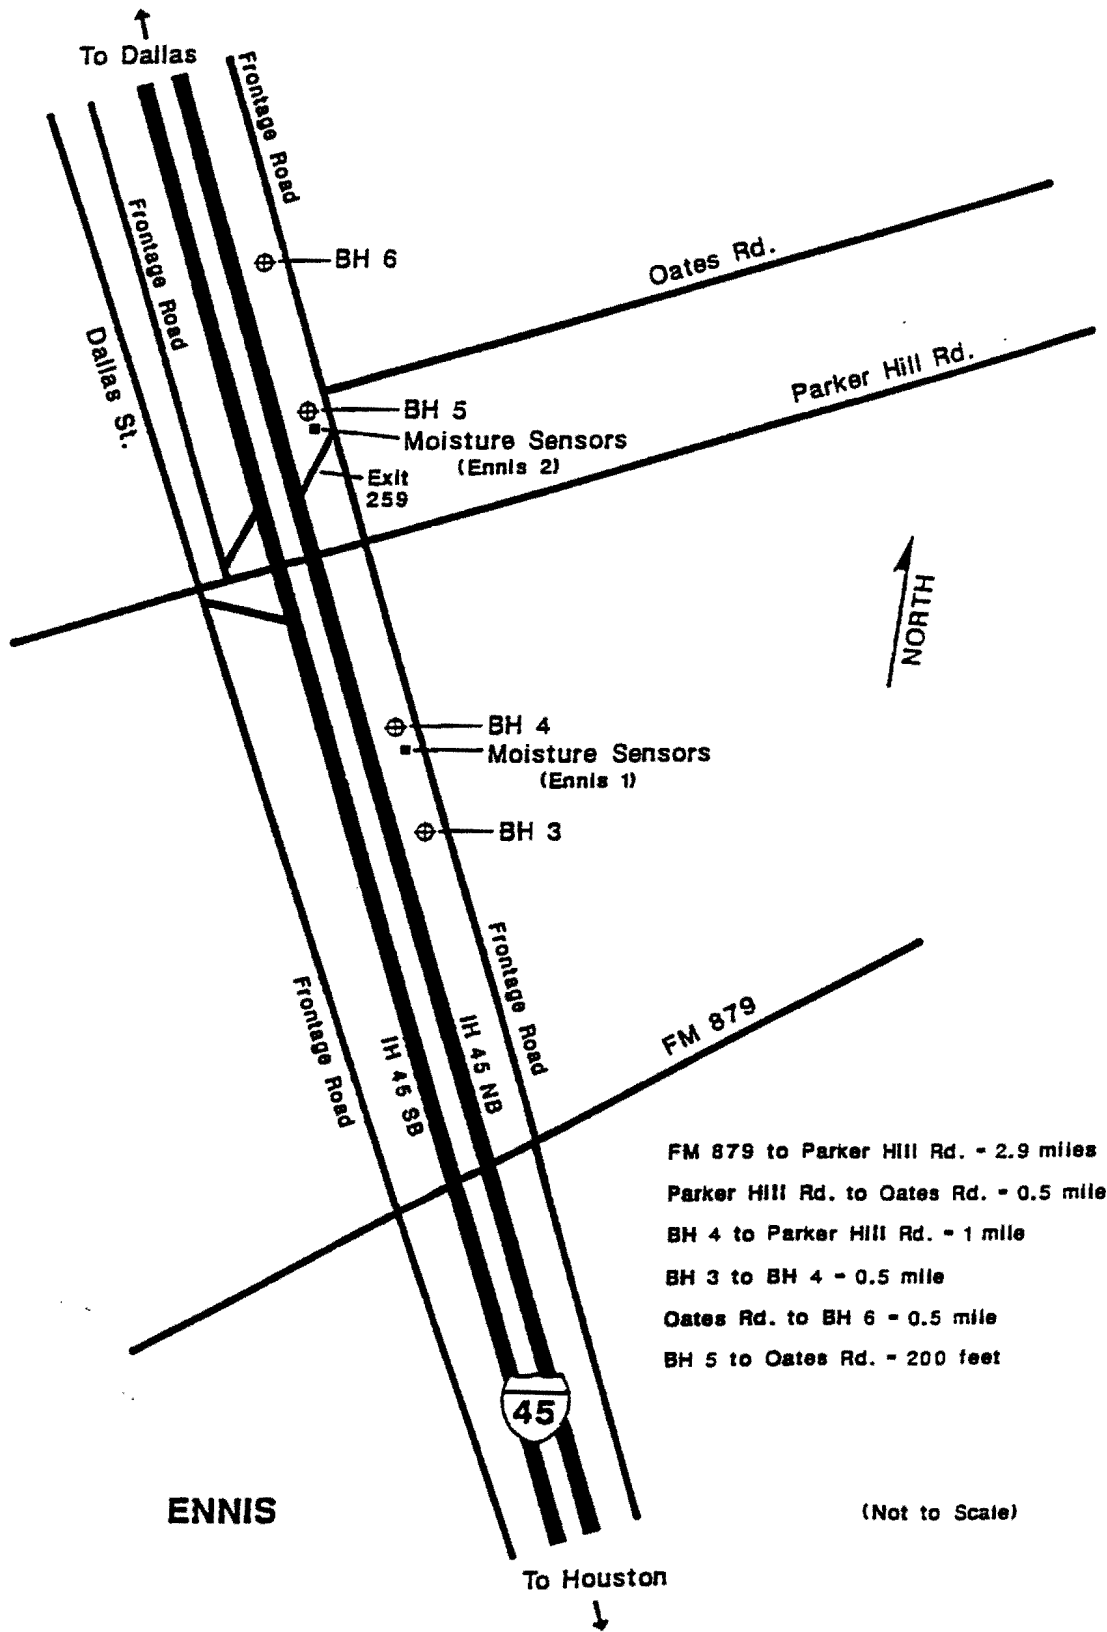 To Dallas
Frontage Road
Frontage Road
Dallas St.
BH 6
Oates Rd.
Parker Hill Rd.
BH 5
Moisture Sensors
(Ennis 2)
Exit
259
NORTH
BH 4
Moisture Sensors
(Ennis 1)
BH 3
Frontage Road
Frontage Road
IH 45 SB
IH 45 NB
FM 879
FM 879 to Parker Hill Rd. - 2.9 miles
Parker Hill Rd. to Oates Rd. - 0.5 mile
BH 4 to Parker Hill Rd. - 1 mile
BH 3 to BH 4 - 0.5 mile
Oates Rd. to BH 6 - 0.5 mile
BH 5 to Oates Rd. - 200 feet
45
ENNIS
(Not to Scale)
To Houston